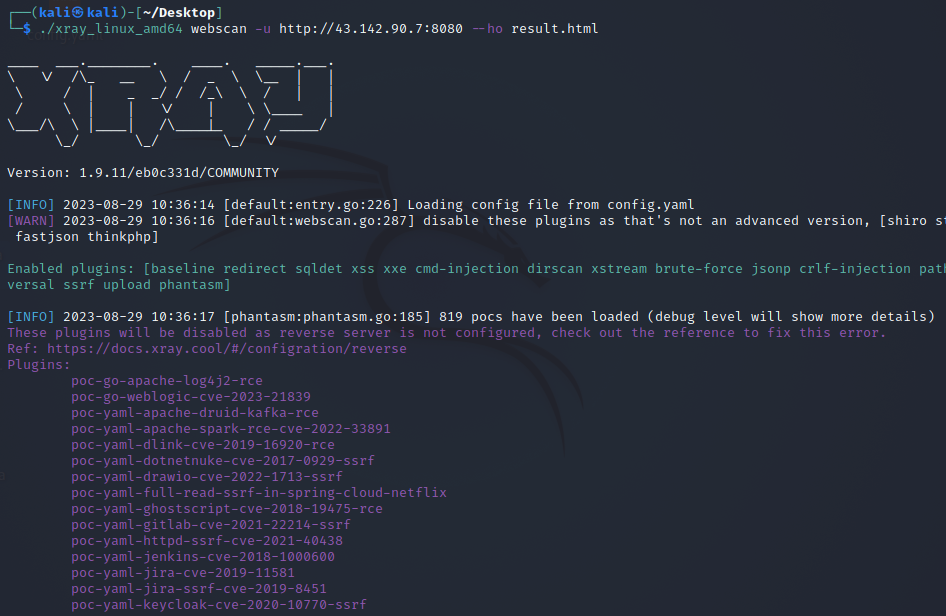 ┌──(kali㉿kali)-[~/Desktop]
└─$ ./xray_linux_amd64 webscan -u http://43.142.90.7:8080 --ho result.html
XRAY
Version: 1.9.11/eb0c331d/COMMUNITY
[INFO] 2023-08-29 10:36:14 [default:entry.go:226] Loading config file from config.yaml
[WARN] 2023-08-29 10:36:16 [default:webscan.go:287] disable these plugins as that's not an advanced version, [shiro st
fastjson thinkphp]
Enabled plugins: [baseline redirect sqldet xss xxe cmd-injection dirscan xstream brute-force jsonp crlf-injection pat
versal ssrf upload phantasm]
[INFO] 2023-08-29 10:36:17 [phantasm:phantasm.go:185] 819 pocs have been loaded (debug level will show more details)
These plugins will be disabled as reverse server is not configured, check out the reference to fix this error.
Ref: https://docs.xray.cool/#/configration/reverse
Plugins:
poc-go-apache-log4j2-rce
poc-go-weblogic-cve-2023-21839
poc-yaml-apache-druid-kafka-rce
poc-yaml-apache-spark-rce-cve-2022-33891
poc-yaml-dlink-cve-2019-16920-rce
poc-yaml-dotnetnuke-cve-2017-0929-ssrf
poc-yaml-drawio-cve-2022-1713-ssrf
poc-yaml-full-read-ssrf-in-spring-cloud-netflix
poc-yaml-ghostscript-cve-2018-19475-rce
poc-yaml-gitlab-cve-2021-22214-ssrf
poc-yaml-httpd-ssrf-cve-2021-40438
poc-yaml-jenkins-cve-2018-1000600
poc-yaml-jira-cve-2019-11581
poc-yaml-jira-ssrf-cve-2019-8451
poc-yaml-keycloak-cve-2020-10770-ssrf